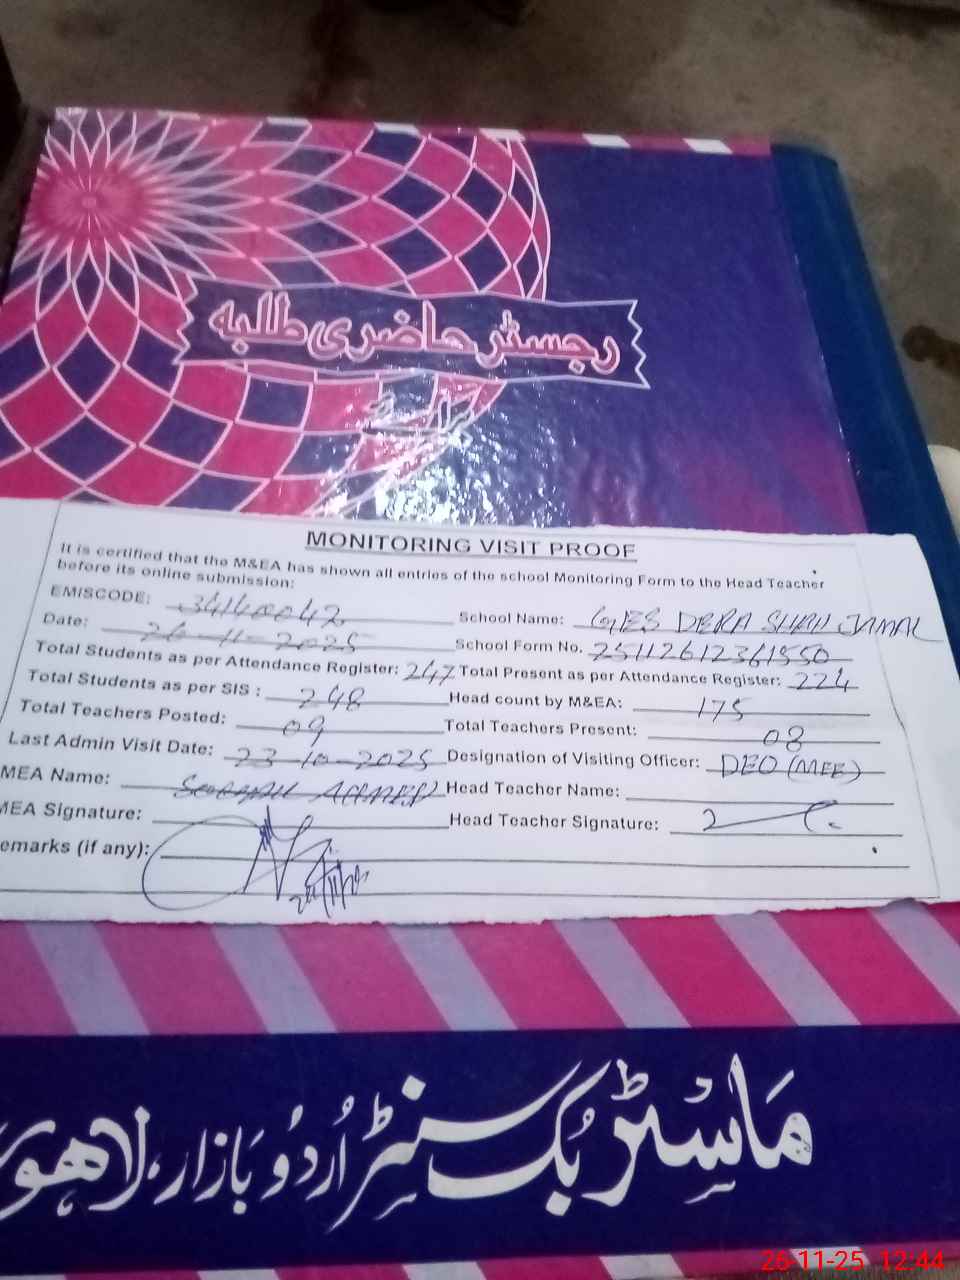 رجسٹر حاضری طلبہ
MONITORING VISIT PROOF
It is certified that the M&EA has shown all entries of the school Monitoring Form to the Head Teacher
before its online submission:
EMISCODE: 34140042 School Name: GES DERA SHAH JAMAL
Date: 26-11-2025 School Form No. 25112612361550
Total Students as per Attendance Register: 247 Total Present as per Attendance Register: 224
Total Students as per SIS : 248 Head count by M&EA: 175
Total Teachers Posted: 09 Total Teachers Present: 08
Last Admin Visit Date: 23-10-2025 Designation of Visiting Officer: DEO (MEE)
MEA Name: AHMED Head Teacher Name:
MEA Signature: Head Teacher Signature:
emarks (if any):
ماسٹر بک سنٹر اردو بازار، لاہور
26-11-25 12:44